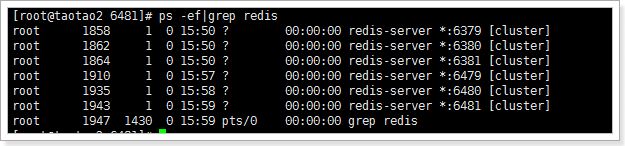 [root@taotao2 6481]# ps -ef|grep redis
root 1858 1 0 15:50 ? 00:00:00 redis-server *:6379 [cluster]
root 1862 1 0 15:50 ? 00:00:00 redis-server *:6380 [cluster]
root 1864 1 0 15:50 ? 00:00:00 redis-server *:6381 [cluster]
root 1910 1 0 15:57 ? 00:00:00 redis-server *:6479 [cluster]
root 1935 1 0 15:58 ? 00:00:00 redis-server *:6480 [cluster]
root 1943 1 0 15:59 ? 00:00:00 redis-server *:6481 [cluster]
root 1947 1430 0 15:59 pts/0 00:00:00 grep redis
[root@taotao2 6481]#